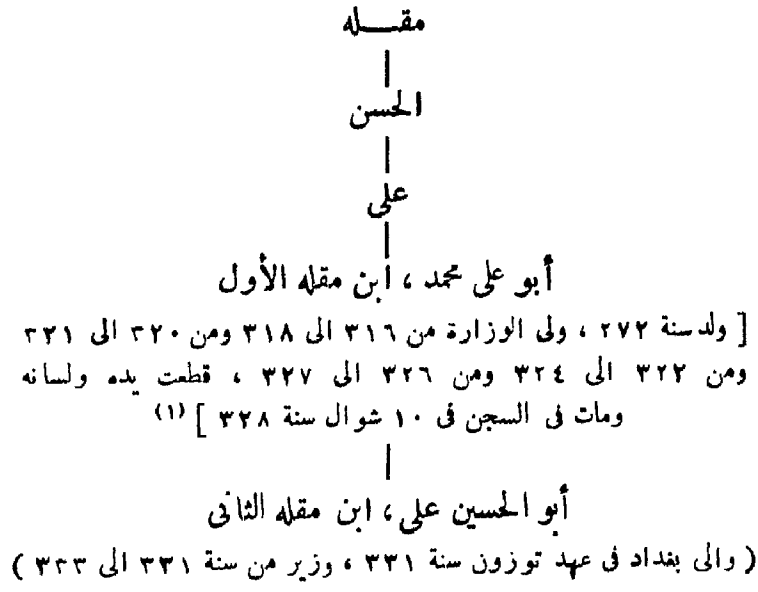 مقله
الحسن
على
أبو على محمد ، ابن مقله الأول
[ ولد سنة ٢٧٢ ، ولى الوزارة من ٣١٦ الى ٣١٨ ومن ٣٢٠ الى ٣٢١
ومن ٣٢٢ الى ٣٢٤ ومن ٣٢٦ الى ٣٢٧ ، قطعت يده ولسانه
ومات فى السجن فى ١٠ شوال سنة ٣٢٨ ] (١)
أبو الحسين على ، ابن مقله الثانى
( والى بغداد فى عهد توزون سنة ٣٣١ ، وزير من سنة ٣٣١ الى ٣٣٣ )